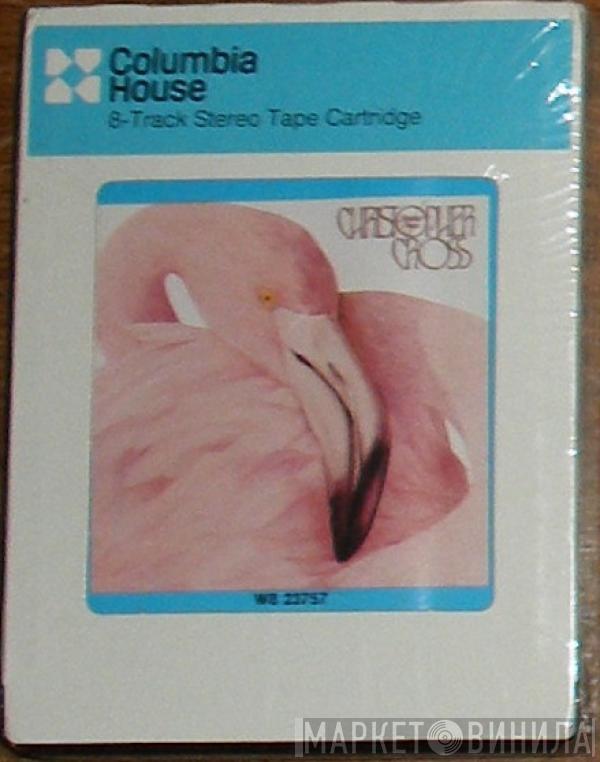 Columbia
House
8-Track Stereo Tape Cartridge
CHRISTOPHER
CROSS
WB 23757
МАРКЕТ ВИНИЛА